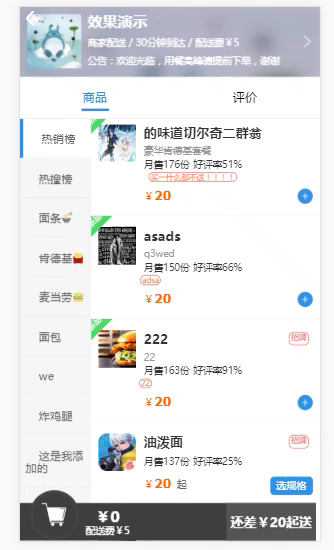 效果演示
商家配送 / 30分钟到达 / 配送费￥5
公告：欢迎光临，用餐高峰请提前下单，谢谢
商品
评价
热销榜
热搜榜
面条🍜
肯德基🍟
麦当劳🍔
面包
we
炸鸡腿
这是我添加的
的味道切尔奇二群翁
豪华肯德基套餐
月售176份 好评率51%
买一什么都不送！！！！
￥20
asads
q3wed
月售150份 好评率66%
adsa
￥20
222
招牌
22
月售163份 好评率91%
22
￥20
油泼面
招牌
月售137份 好评率25%
￥20 起
选规格
￥0
配送费￥5
还差￥20起送